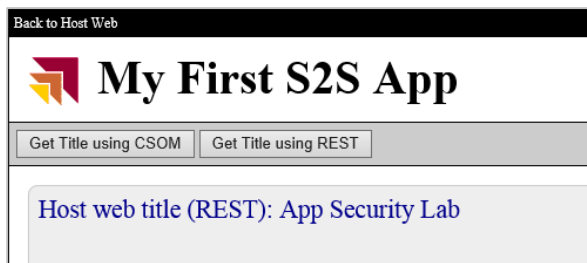 Back to Host Web
My First S2S App
Get Title using CSOM Get Title using REST
Host web title (REST): App Security Lab